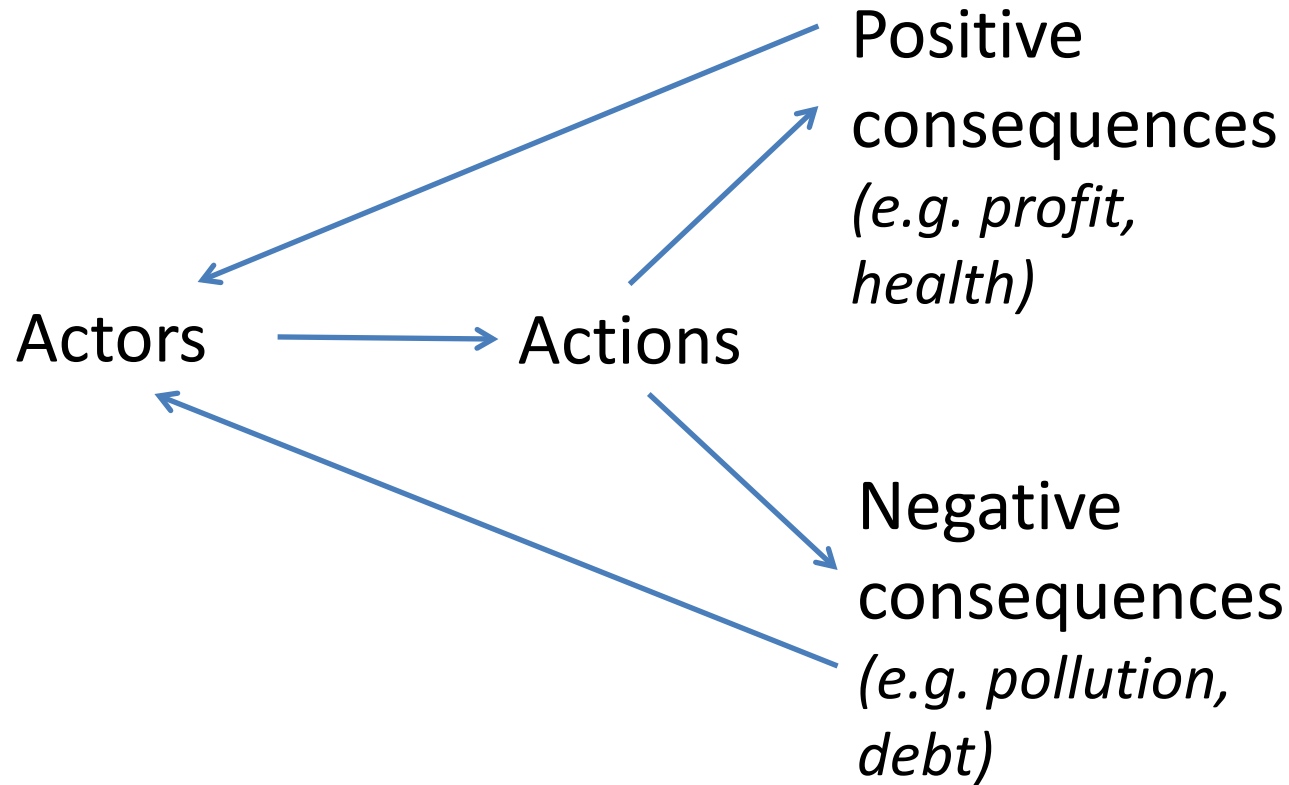 Positive
consequences
(e.g. profit,
health)
Actors
Actions
Negative
consequences
(e.g. pollution,
debt)